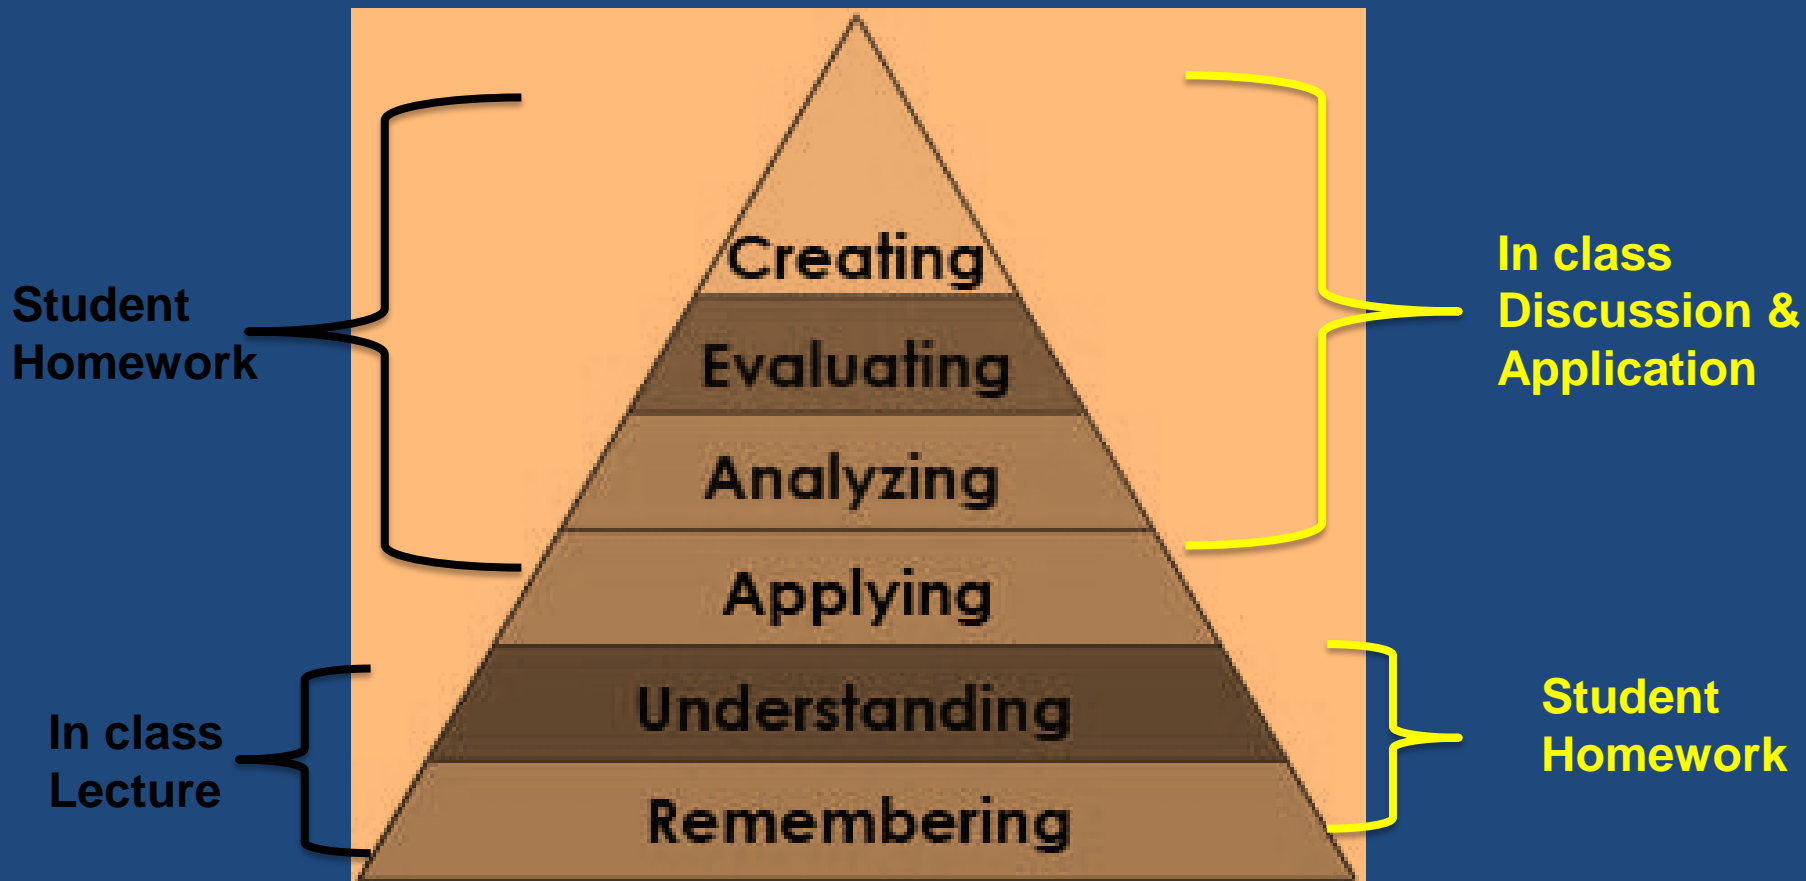 Student
Homework
In class
Lecture
Creating
Evaluating
Analyzing
Applying
Understanding
Remembering
In class
Discussion &
Application
Student
Homework